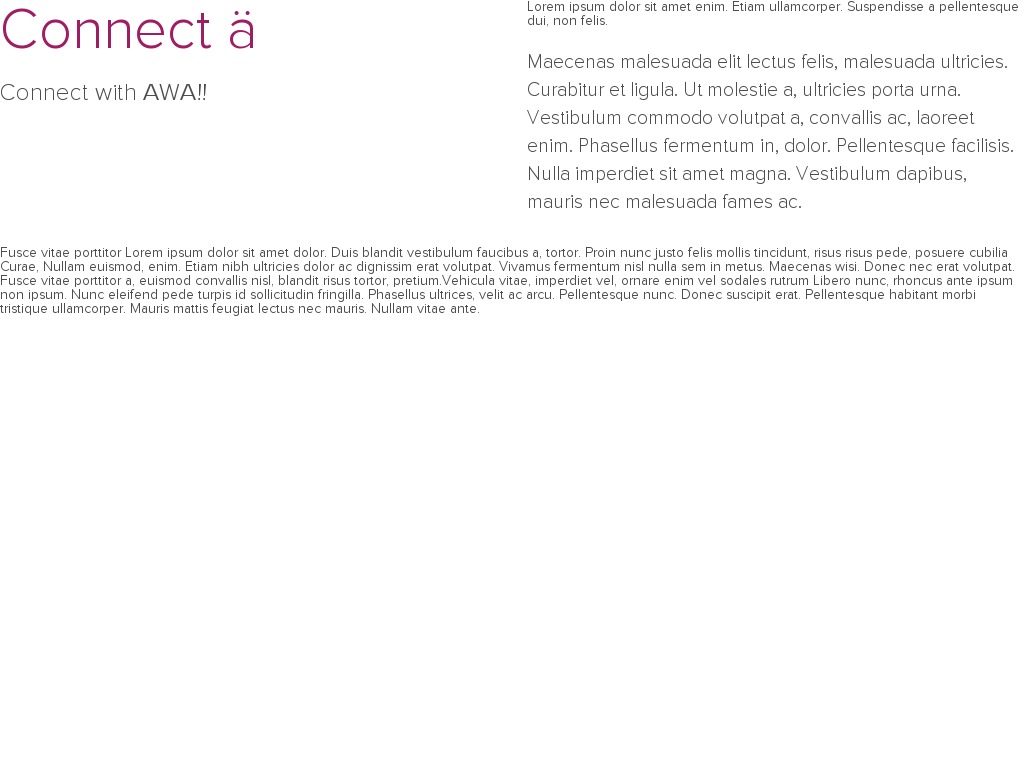 Connect ä
Connect with AWA!!
Lorem ipsum dolor sit amet enim. Etiam ullamcorper. Suspendisse a pellentesque
dui, non felis.
Maecenas malesuada elit lectus felis, malesuada ultricies.
Curabitur et ligula. Ut molestie a, ultricies porta urna.
Vestibulum commodo volutpat a, convallis ac, laoreet
enim. Phasellus fermentum in, dolor. Pellentesque facilisis.
Nulla imperdiet sit amet magna. Vestibulum dapibus,
mauris nec malesuada fames ac.
Fusce vitae porttitor Lorem ipsum dolor sit amet dolor. Duis blandit vestibulum faucibus a, tortor. Proin nunc justo felis mollis tincidunt, risus risus pede, posuere cubilia
Curae, Nullam euismod, enim. Etiam nibh ultricies dolor ac dignissim erat volutpat. Vivamus fermentum nisl nulla sem in metus. Maecenas wisi. Donec nec erat volutpat.
Fusce vitae porttitor a, euismod convallis nisl, blandit risus tortor, pretium.Vehicula vitae, imperdiet vel, ornare enim vel sodales rutrum Libero nunc, rhoncus ante ipsum
non ipsum. Nunc eleifend pede turpis id sollicitudin fringilla. Phasellus ultrices, velit ac arcu. Pellentesque nunc. Donec suscipit erat. Pellentesque habitant morbi
tristique ullamcorper. Mauris mattis feugiat lectus nec mauris. Nullam vitae ante.